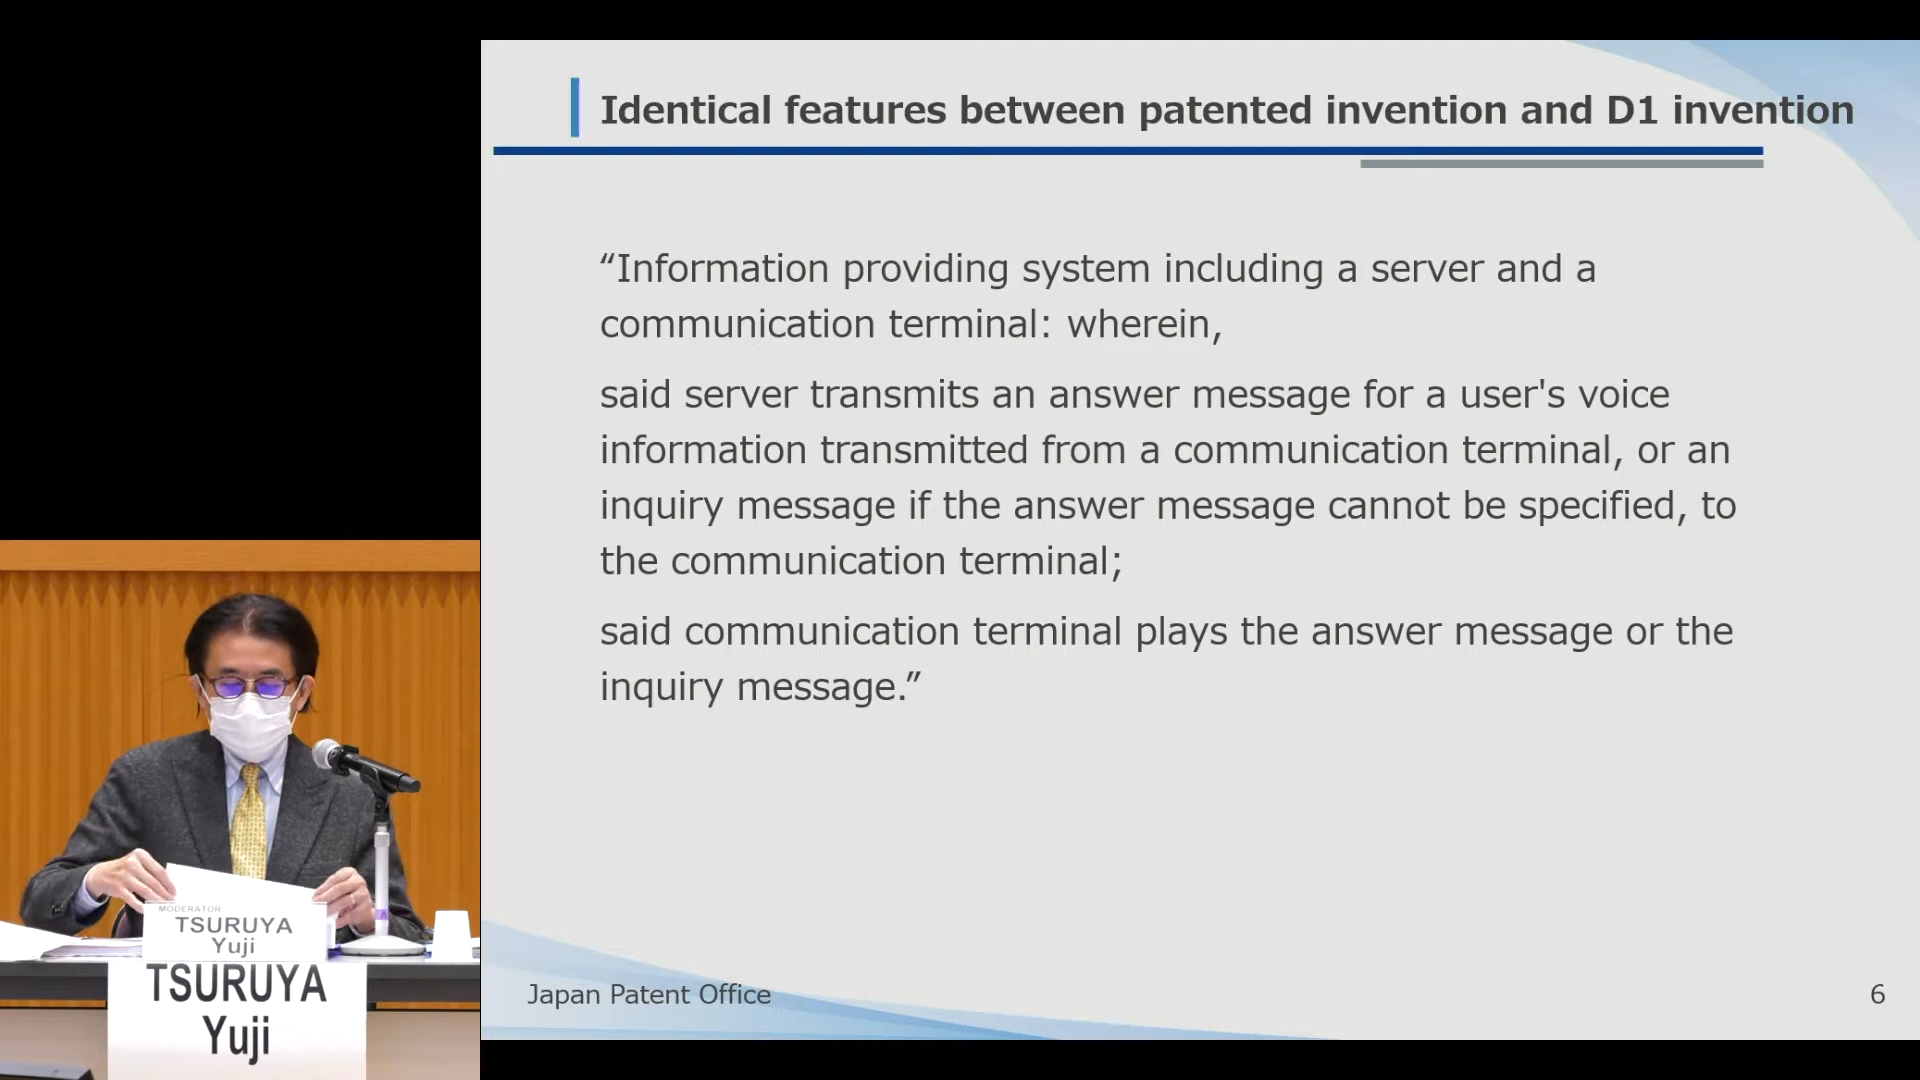 Identical features between patented invention and D1 invention
“Information providing system including a server and a
communication terminal: wherein,
said server transmits an answer message for a user's voice
information transmitted from a communication terminal, or an
inquiry message if the answer message cannot be specified, to
the communication terminal;
said communication terminal plays the answer message or the
inquiry message.”
Japan Patent Office
6
MODERATOR
TSURUYA
Yuji
TSURUYA
Yuji